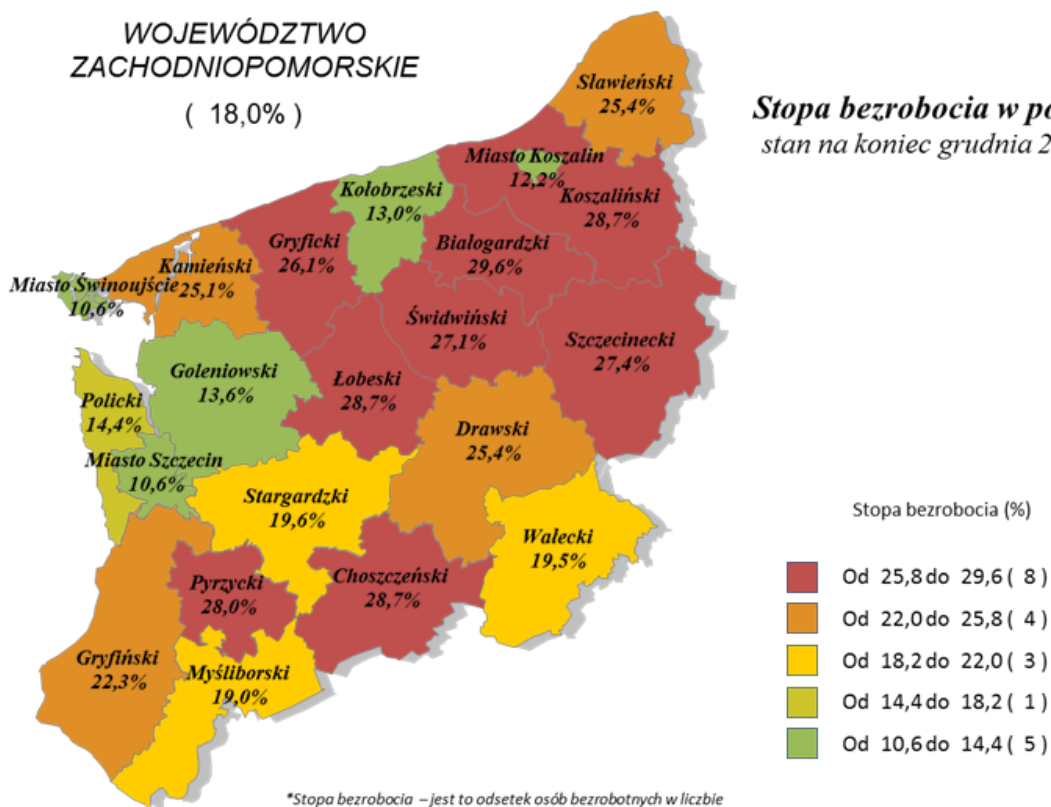 WOJEWÓDZTWO
ZACHODNIOPOMORSKIE
( 18,0% )
Stopa bezrobocia w po
stan na koniec grudnia 2
Sławieński
25,4%
Miasto Koszalin
12,2%
Kołobrzeski
13,0%
Koszaliński
28,7%
Gryficki
26,1%
Białogardzki
29,6%
Kamieński
25,1%
Miasto Świnoujście
10,6%
Świdwiński
27,1%
Szczecinecki
27,4%
Goleniowski
13,6%
Łobeski
28,7%
Policki
14,4%
Drawski
25,4%
Miasto Szczecin
10,6%
Stargardzki
19,6%
Wałecki
19,5%
Pyrzycki
28,0%
Choszczeński
28,7%
Gryfiński
22,3%
Myśliborski
19,0%
Stopa bezrobocia (%)
Od 25,8 do 29,6 ( 8 )
Od 22,0 do 25,8 ( 4 )
Od 18,2 do 22,0 ( 3 )
Od 14,4 do 18,2 ( 1 )
Od 10,6 do 14,4 ( 5 )
*Stopa bezrobocia – jest to odsetek osób bezrobotnych w liczbie